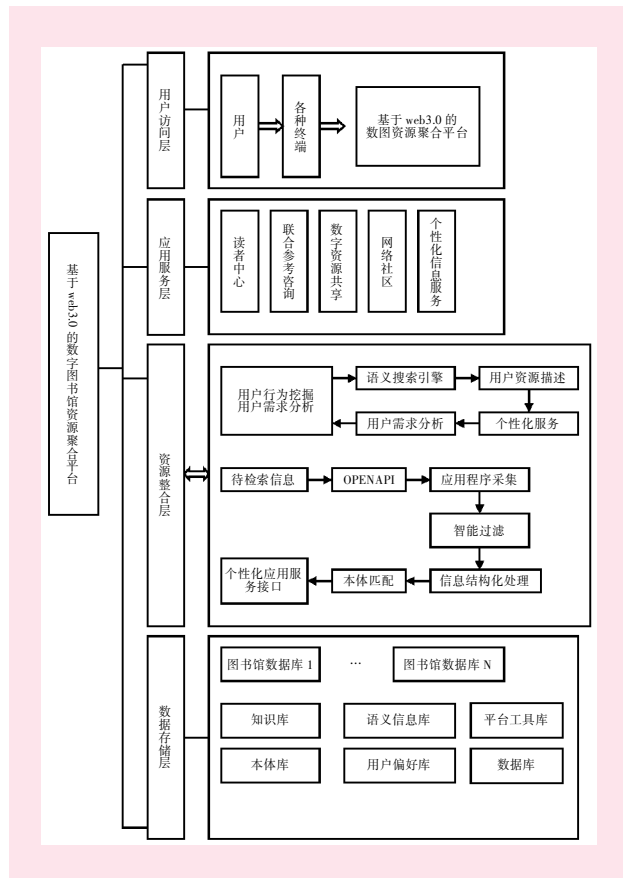 基于 web3.0 的数字图书馆资源聚合平台
用户访问层
用户
各种终端
基于 web3.0 的
数图资源聚合平台
应用服务层
读者中心
联合参考咨询
数字资源共享
网络社区
个性化信息服务
资源整合层
用户行为挖掘
用户需求分析
语义搜索引擎
用户资源描述
用户需求分析
个性化服务
待检索信息
OPENAPI
应用程序采集
智能过滤
个性化应用服
务接口
本体匹配
信息结构化处理
数据存储层
图书馆数据库 1
…
图书馆数据库 N
知识库
语义信息库
平台工具库
本体库
用户偏好库
数据库